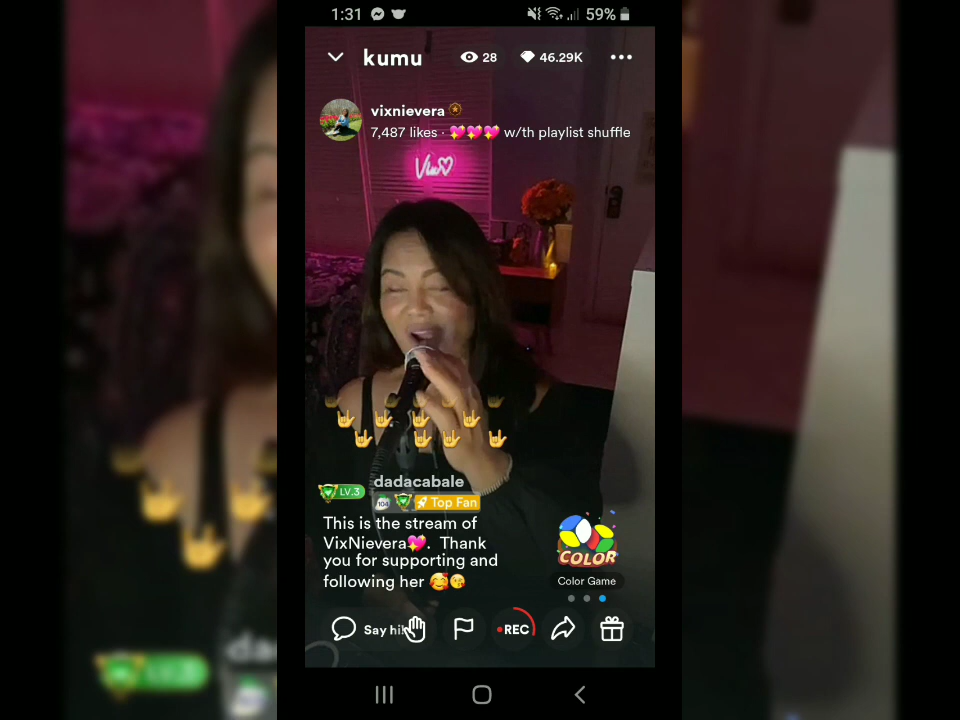 1:31 59%
kumu 28 46.29K
vixnievera
7,487 likes · 💖💖💖 w/th playlist shuffle
Vix♡
dadacabale
LV.3
104 Top Fan
This is the stream of
VixNievera💖. Thank
you for supporting and
following her 🥰😘
COLOR
Color Game
Say hi
REC